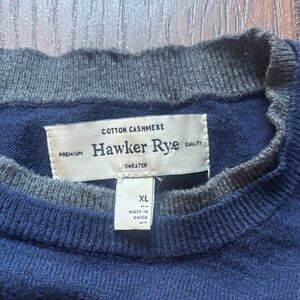 COTTON CASHMERE
PREMIUM Hawker Rye QUALITY
SWEATER
XL
MADE IN
CHINA